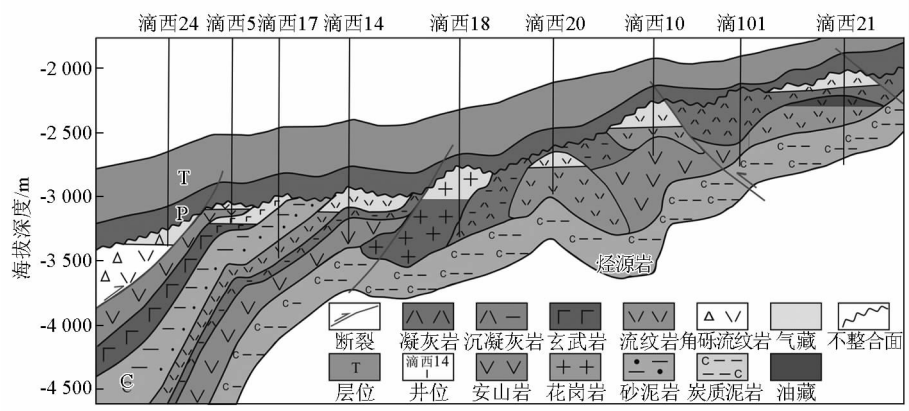 滴西24 滴西5 滴西17 滴西14 滴西18 滴西20 滴西10 滴101 滴西21
-2 000
-2 500
-3 000
-3 500
-4 000
-4 500
海拔深度/m
T
P
C
烃源岩
断裂 凝灰岩 沉凝灰岩 玄武岩 流纹岩 角砾流纹岩 气藏 不整合面
T 滴西14
层位 井位 安山岩 花岗岩 砂泥岩 炭质泥岩 油藏